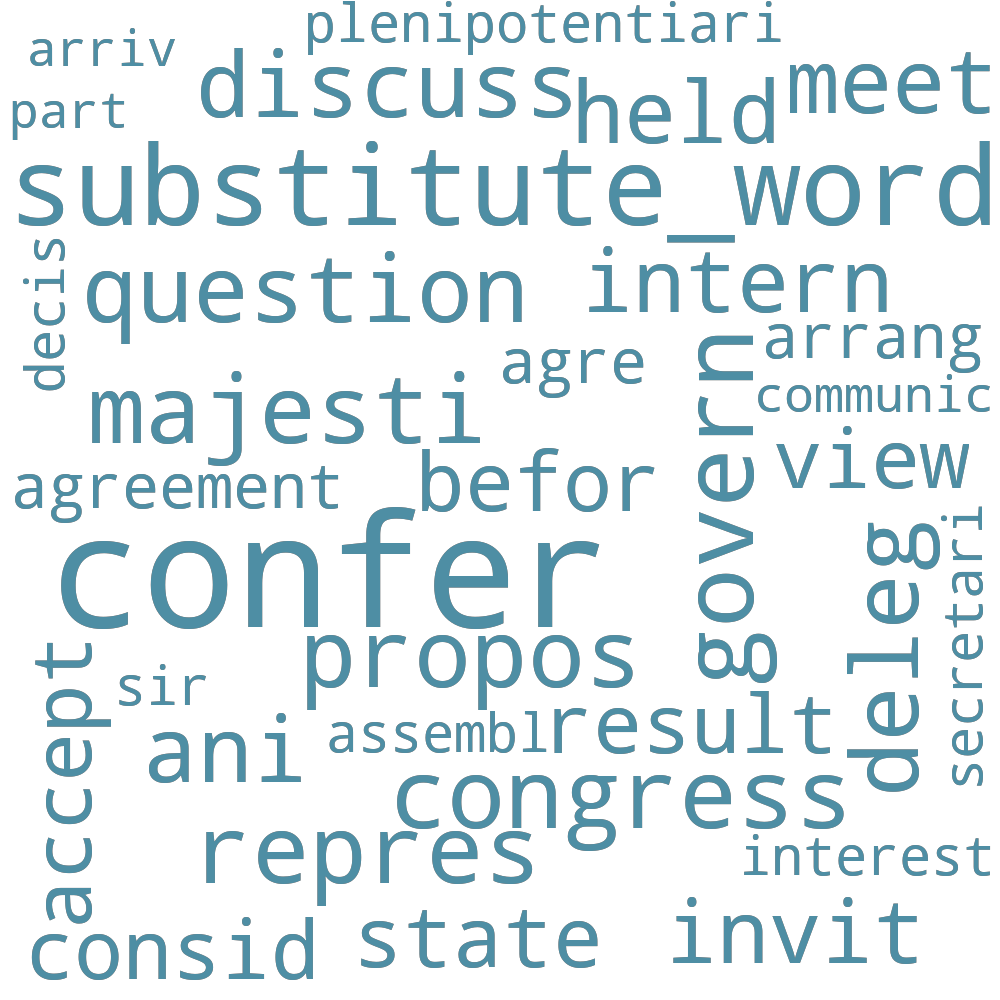 plenipotentiari
arriv
discuss
meet
held
part
substitute_word
decis
question
intern
arrang
agre
communic
majesti
govern
view
befor
agreement
confer
deleg
secretari
propos
accept
sir
assembl
result
ani
congress
repres
interest
consid
state
invit